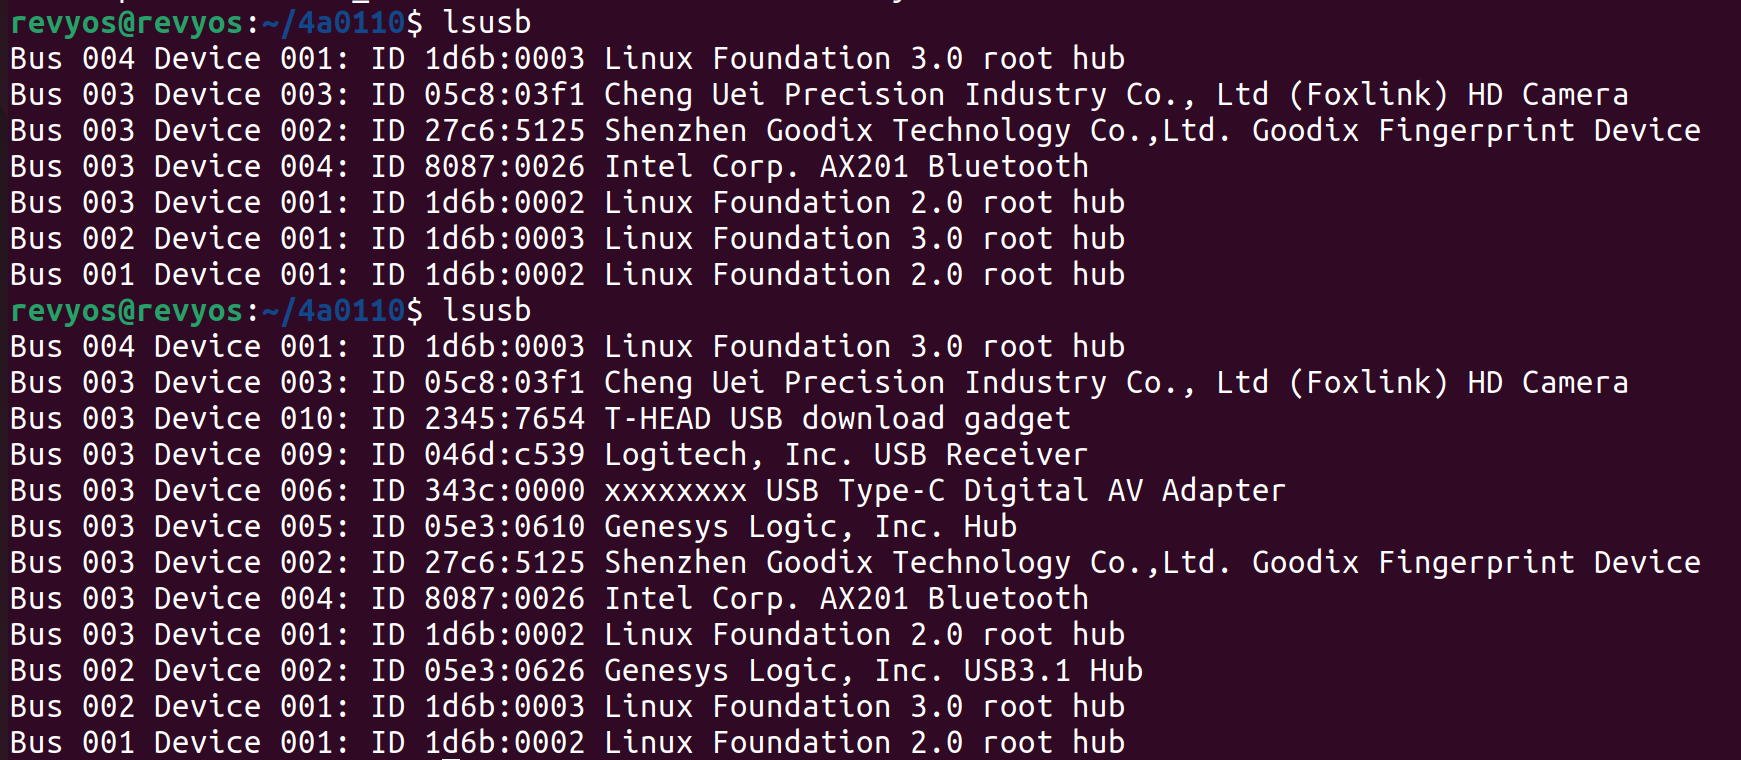 revyos@revyos:~/4a0110$ lsusb
Bus 004 Device 001: ID 1d6b:0003 Linux Foundation 3.0 root hub
Bus 003 Device 003: ID 05c8:03f1 Cheng Uei Precision Industry Co., Ltd (Foxlink) HD Camera
Bus 003 Device 002: ID 27c6:5125 Shenzhen Goodix Technology Co.,Ltd. Goodix Fingerprint Device
Bus 003 Device 004: ID 8087:0026 Intel Corp. AX201 Bluetooth
Bus 003 Device 001: ID 1d6b:0002 Linux Foundation 2.0 root hub
Bus 002 Device 001: ID 1d6b:0003 Linux Foundation 3.0 root hub
Bus 001 Device 001: ID 1d6b:0002 Linux Foundation 2.0 root hub
revyos@revyos:~/4a0110$ lsusb
Bus 004 Device 001: ID 1d6b:0003 Linux Foundation 3.0 root hub
Bus 003 Device 003: ID 05c8:03f1 Cheng Uei Precision Industry Co., Ltd (Foxlink) HD Camera
Bus 003 Device 010: ID 2345:7654 T-HEAD USB download gadget
Bus 003 Device 009: ID 046d:c539 Logitech, Inc. USB Receiver
Bus 003 Device 006: ID 343c:0000 xxxxxxxx USB Type-C Digital AV Adapter
Bus 003 Device 005: ID 05e3:0610 Genesys Logic, Inc. Hub
Bus 003 Device 002: ID 27c6:5125 Shenzhen Goodix Technology Co.,Ltd. Goodix Fingerprint Device
Bus 003 Device 004: ID 8087:0026 Intel Corp. AX201 Bluetooth
Bus 003 Device 001: ID 1d6b:0002 Linux Foundation 2.0 root hub
Bus 002 Device 002: ID 05e3:0626 Genesys Logic, Inc. USB3.1 Hub
Bus 002 Device 001: ID 1d6b:0003 Linux Foundation 3.0 root hub
Bus 001 Device 001: ID 1d6b:0002 Linux Foundation 2.0 root hub